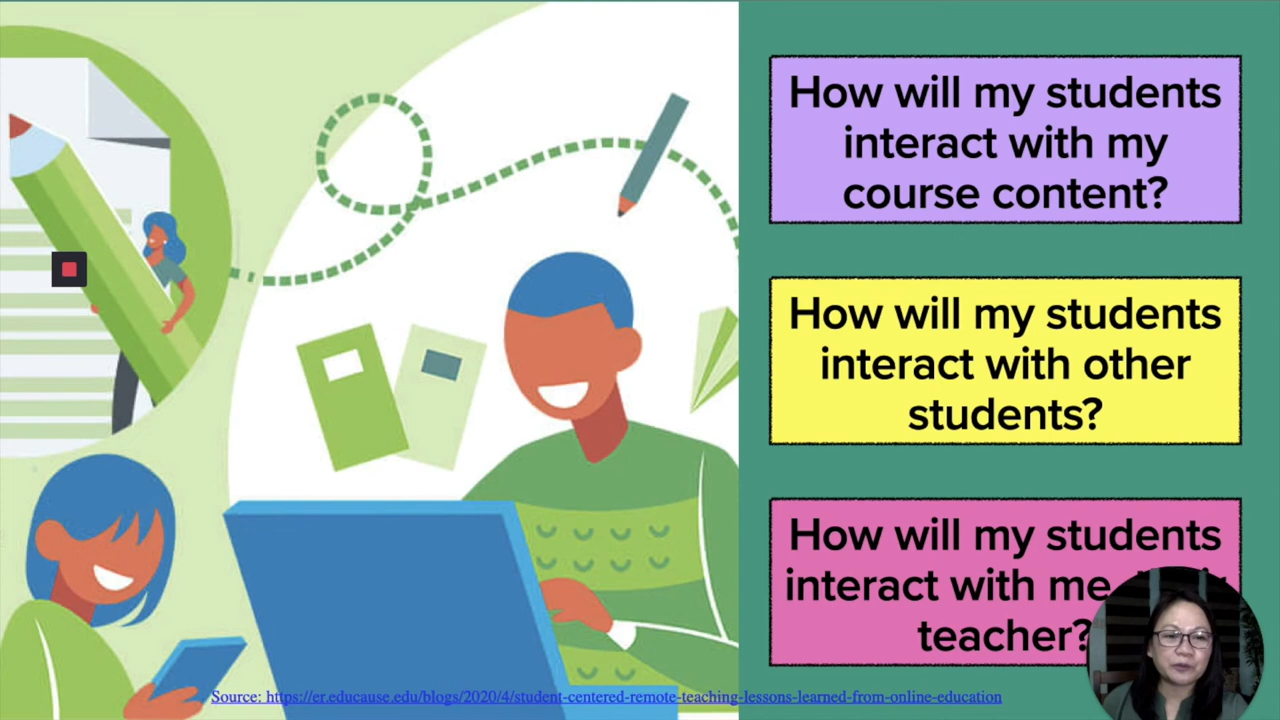 How will my students
interact with my
course content?
How will my students
interact with other
students?
How will my students
interact with me
teacher?
Source: https://er.educause.edu/blogs/2020/4/student-centered-remote-teaching-lessons-learned-from-online-education